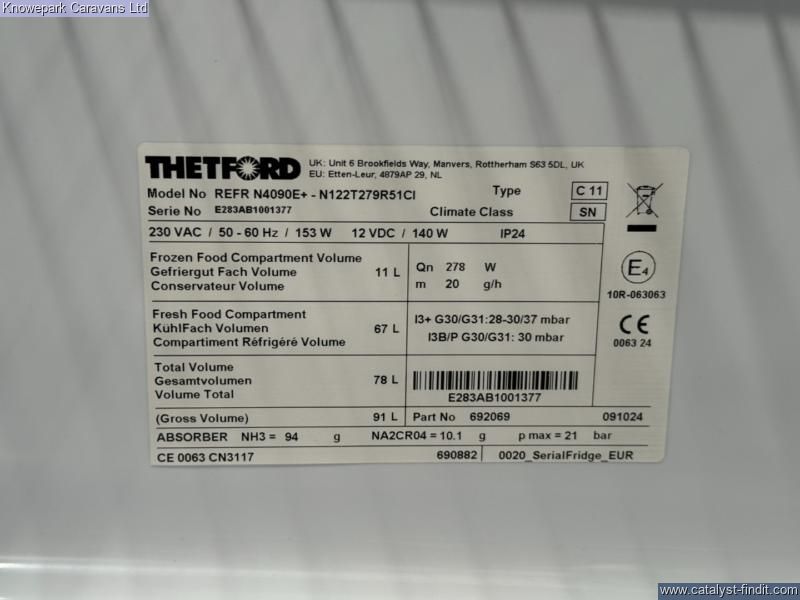 Knowepark Caravans Ltd
THETFORD
UK: Unit 6 Brookfields Way, Manvers, Rottherham S63 5DL, UK
EU: Etten-Leur, 4879AP 29, NL
Model No REFR N4090E+ - N122T279R51CI Type C 11
Serie No E283AB1001377 Climate Class SN
230 VAC / 50 - 60 Hz / 153 W 12 VDC / 140 W IP24
Frozen Food Compartment Volume
Gefriergut Fach Volume 11 L
Conservateur Volume
Qn 278 W
m 20 g/h
E4
10R-063063
Fresh Food Compartment
KühlFach Volumen 67 L
Compartiment Réfrigéré Volume
I3+ G30/G31:28-30/37 mbar
I3B/P G30/G31: 30 mbar
CE
0063 24
Total Volume
Gesamtvolumen 78 L
Volume Total
E283AB1001377
(Gross Volume) 91 L Part No 692069 091024
ABSORBER NH3 = 94 g NA2CR04 = 10.1 g p max = 21 bar
CE 0063 CN3117 690882 0020_SerialFridge_EUR
www.catalyst-findit.com